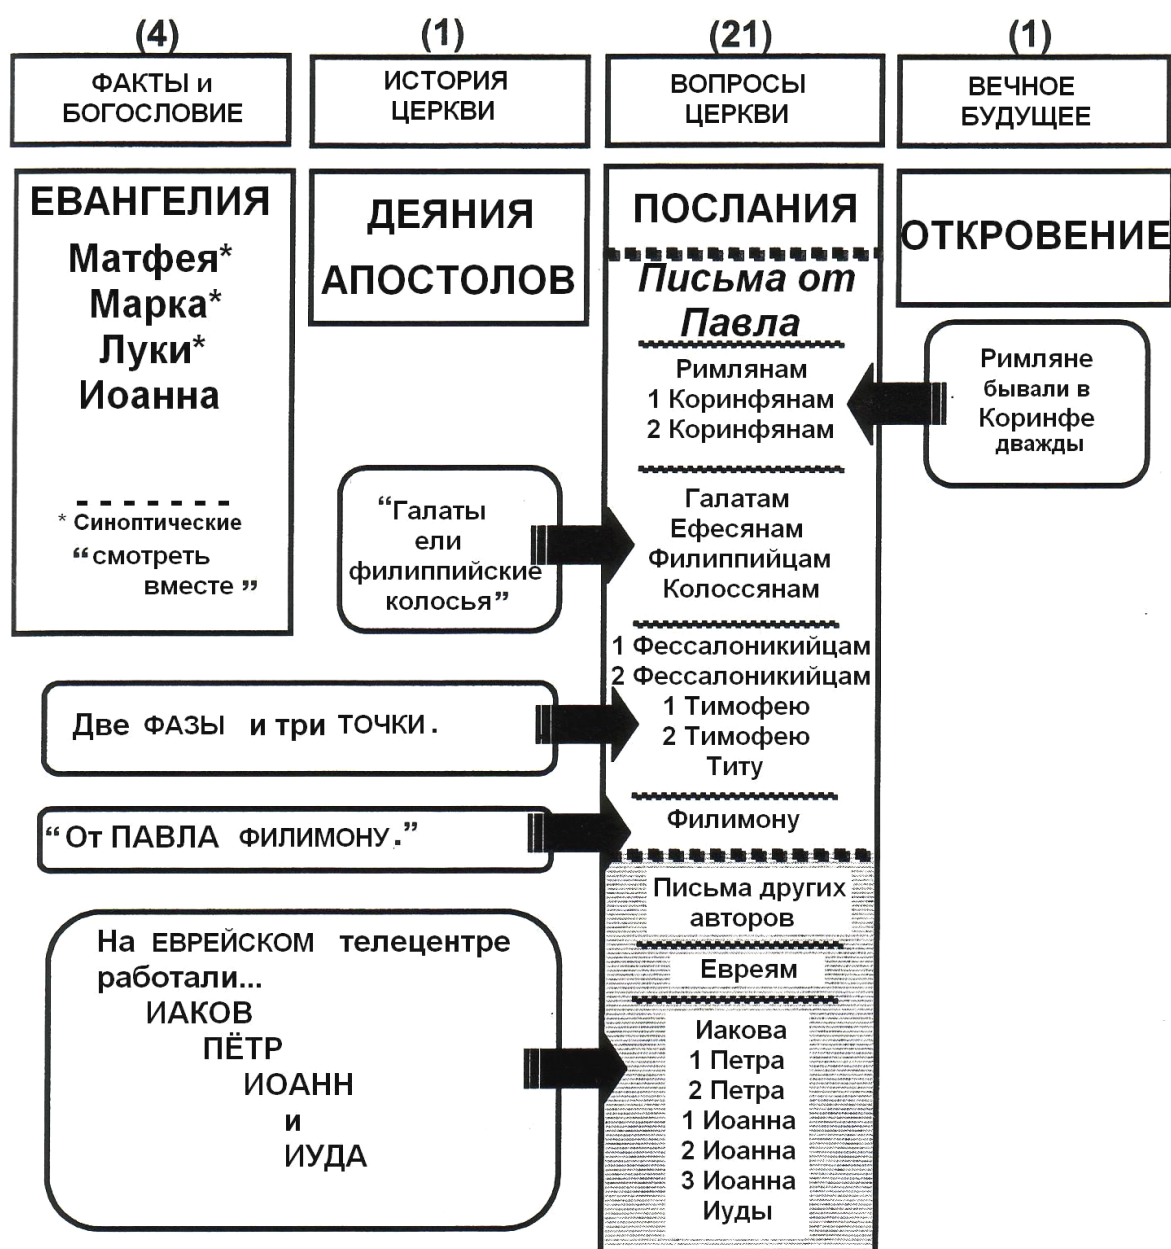 (4)
ФАКТЫ и
БОГОСЛОВИЕ
ЕВАНГЕЛИЯ
Матфея*
Марка*
Луки*
Иоанна
* Синоптические
“смотреть
вместе”
(1)
ИСТОРИЯ
ЦЕРКВИ
ДЕЯНИЯ
АПОСТОЛОВ
(21)
ВОПРОСЫ
ЦЕРКВИ
ПОСЛАНИЯ
Письма от
Павла
Римлянам
1 Коринфянам
2 Коринфянам
Галатам
Ефесянам
Филиппийцам
Колоссянам
1 Фессалоникийцам
2 Фессалоникийцам
1 Тимофею
2 Тимофею
Титу
Филимону
Письма других
авторов
Евреям
Иакова
1 Петра
2 Петра
1 Иоанна
2 Иоанна
3 Иоанна
Иуды
(1)
ВЕЧНОЕ
БУДУЩЕЕ
ОТКРОВЕНИЕ
Римляне
бывали в
Коринфе
дважды
“Галаты
ели
филиппийские
колосья”
Две ФАЗЫ и три ТОЧКИ.
“От ПАВЛА ФИЛИМОНУ.”
На ЕВРЕЙСКОМ телецентре
работали...
ИАКОВ
ПЁТР
ИОАНН
и
ИУДА